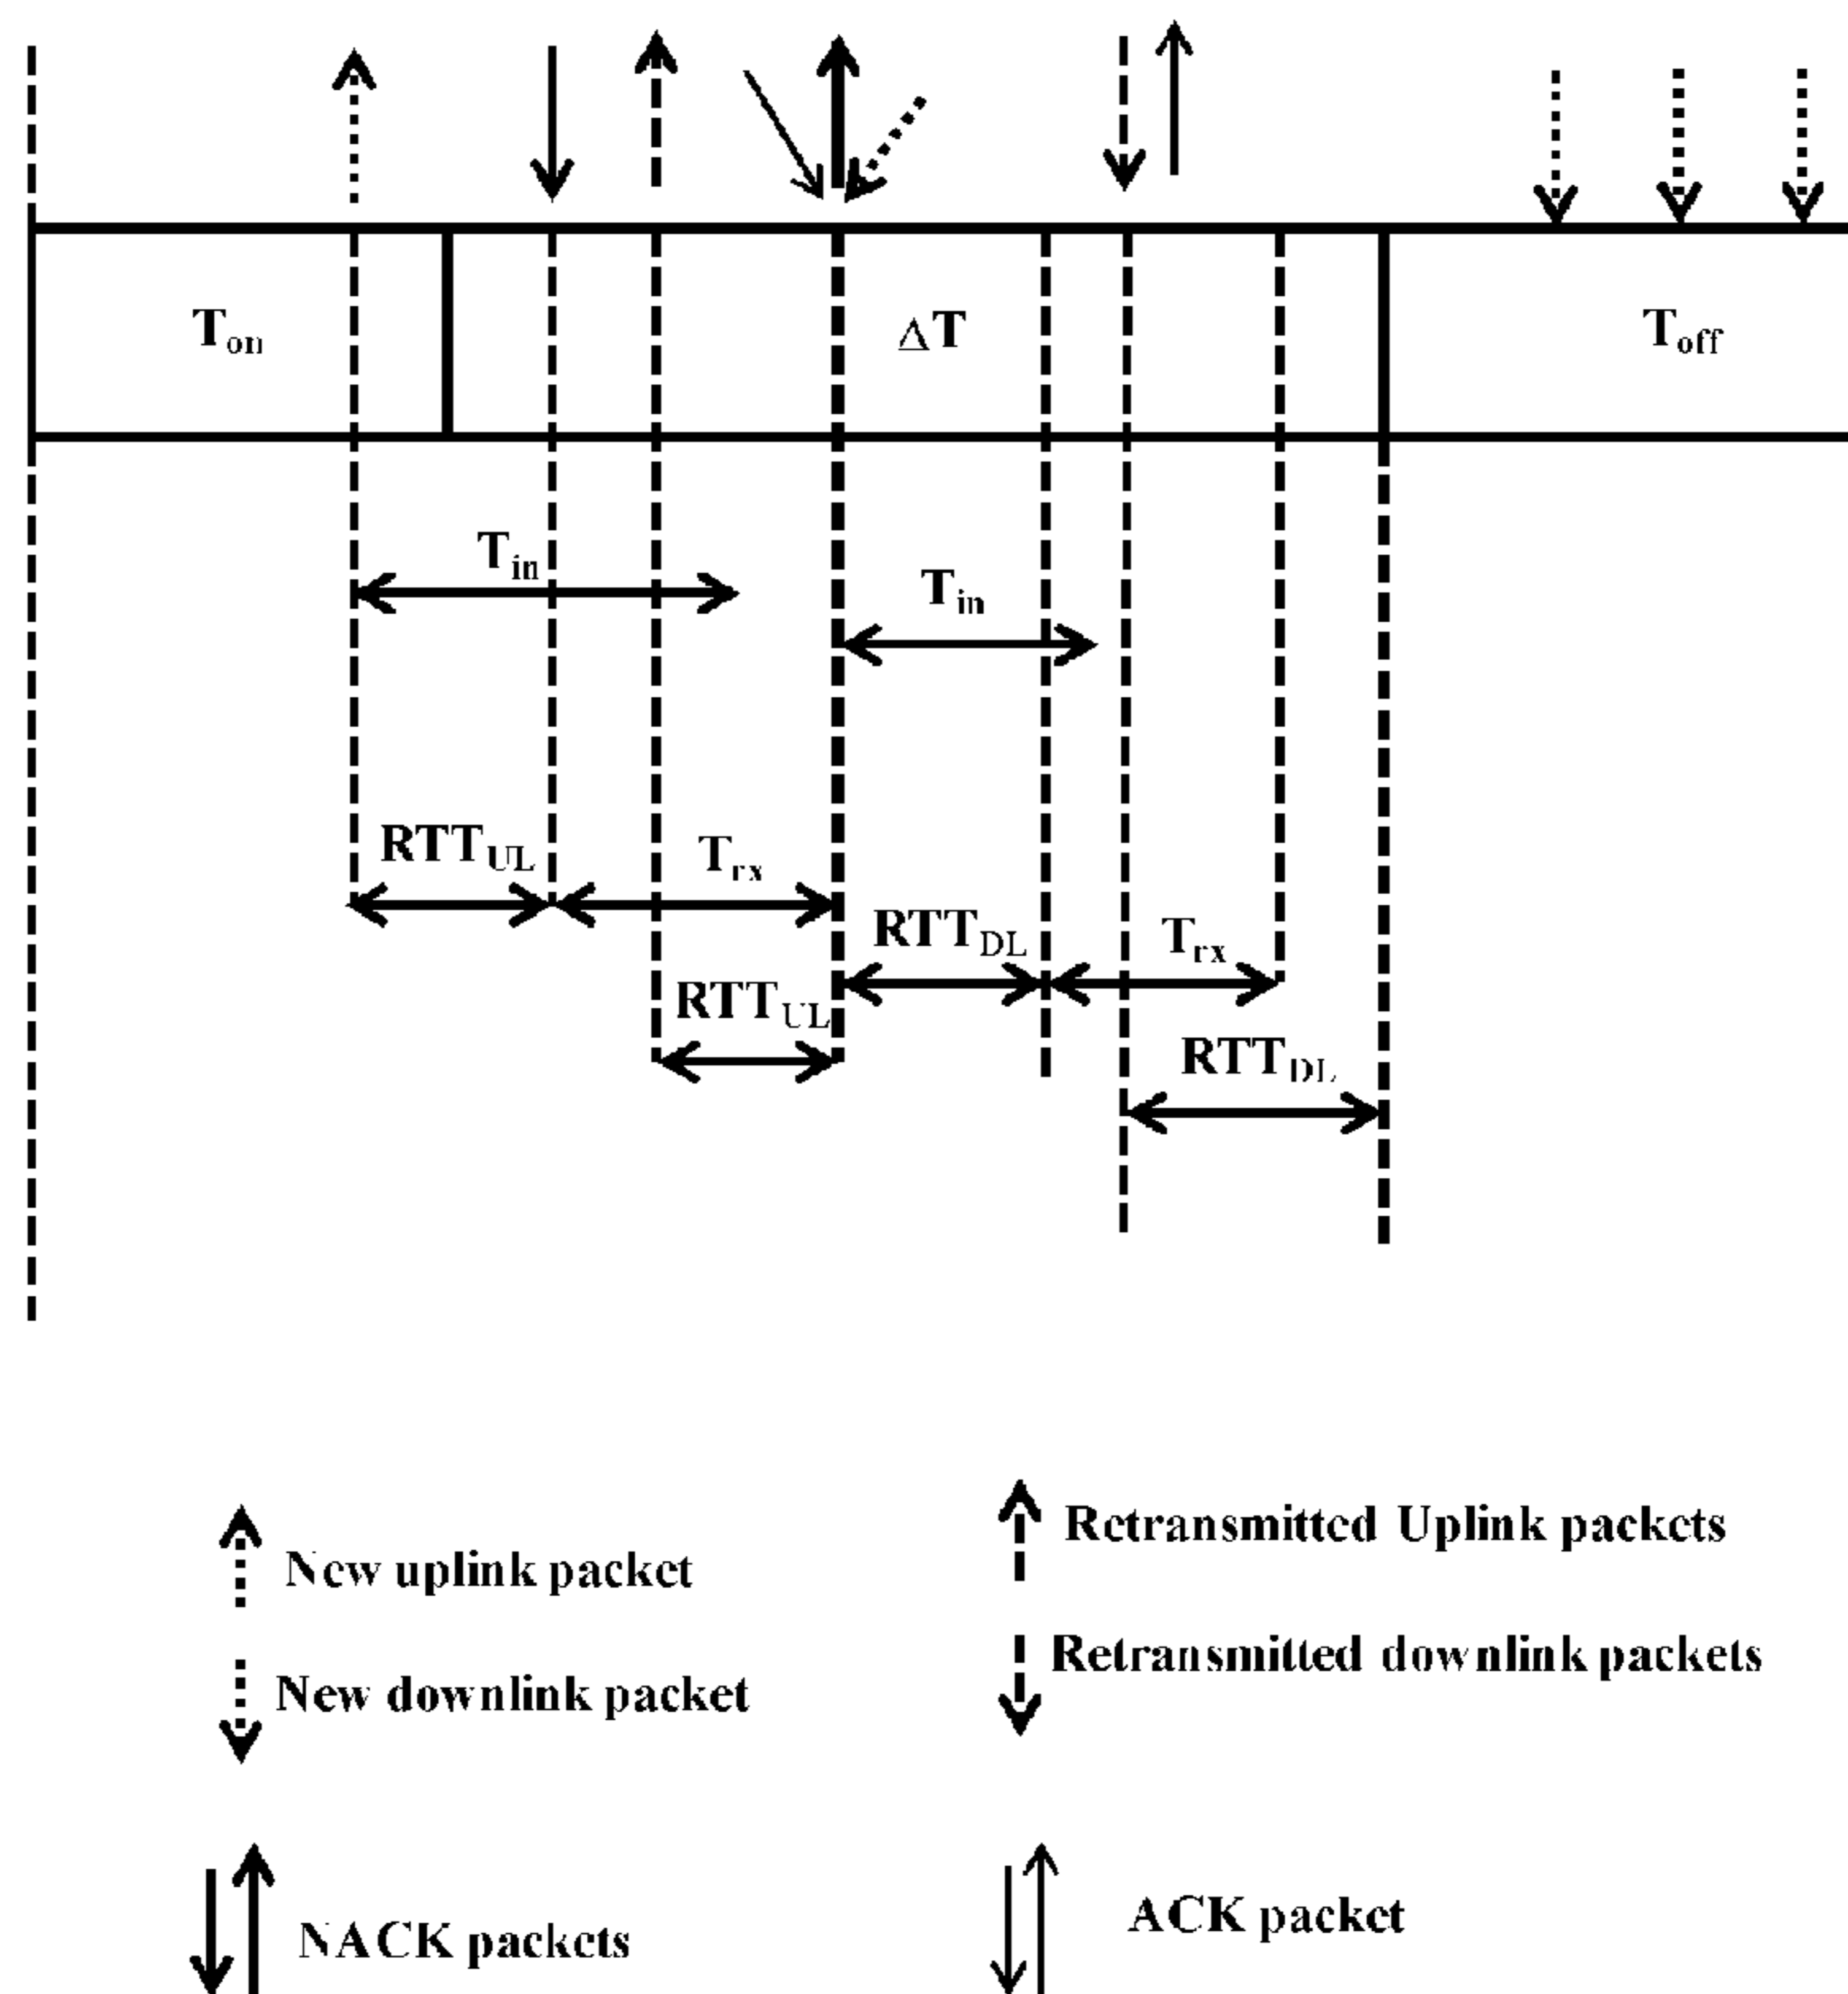 Ton ΔT Toff
Tin
Tin
RTTUL Trx
RTTDL Trx
RTTUL
RTTDL
Retransmitted Uplink packets
New uplink packet
Retransmitted downlink packets
New downlink packet
ACK packet
NACK packets